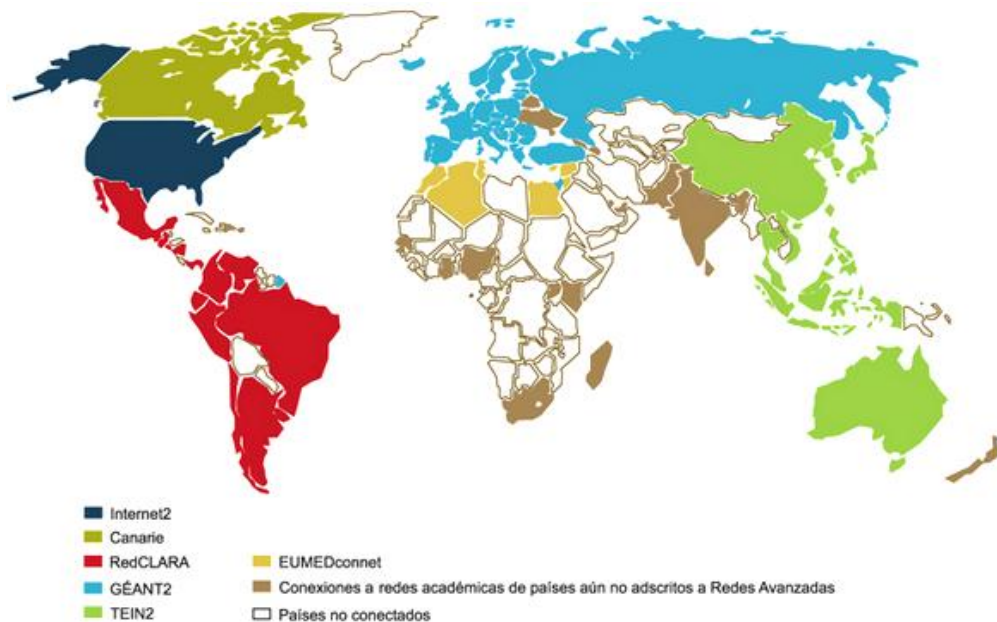 Internet2
Canarie
RedCLARA
GÉANT2
TEIN2
EUMEDconnet
Conexiones a redes académicas de países aún no adscritos a Redes Avanzadas
Países no conectados